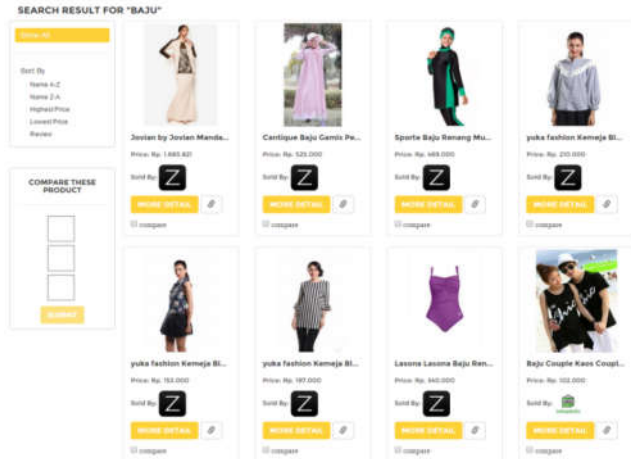 SEARCH RESULT FOR "BAJU"
Show All
Sort By
Name A-Z
Name Z-A
Highest Price
Lowest Price
Review
COMPARE THESE
PRODUCT
SUBMIT
Jovian by Jovian Manda...
Price: Rp. 1.680.821
Sold By:
Z
MORE DETAIL
compare
Cantique Baju Gamis Pe...
Price: Rp. 525.000
Sold By:
Z
MORE DETAIL
compare
Sporte Baju Renang Mu...
Price: Rp. 469.000
Sold By:
Z
MORE DETAIL
compare
yuka fashion Kemeja Bl...
Price: Rp. 210.000
Sold By:
Z
MORE DETAIL
compare
yuka fashion Kemeja Bl...
Price: Rp. 153.000
Sold By:
Z
MORE DETAIL
compare
yuka fashion Kemeja Bl...
Price: Rp. 187.000
Sold By:
Z
MORE DETAIL
compare
Lasona Lasona Baju Ren...
Price: Rp. 340.000
Sold By:
Z
MORE DETAIL
compare
Baju Couple Kaos Coupl...
Price: Rp. 102.000
Sold By:
tokopedia
MORE DETAIL
compare